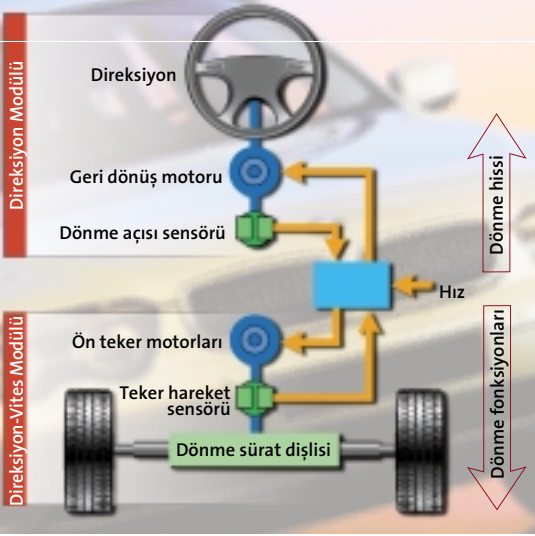 Direksiyon Modülü
Direksiyon
Geri dönüş motoru
Dönme açısı sensörü
Dönme hissi
Hız
Direksiyon-Vites Modülü
Ön teker motorları
Teker hareket
sensörü
Dönme sürat dişlisi
Dönme fonksiyonları